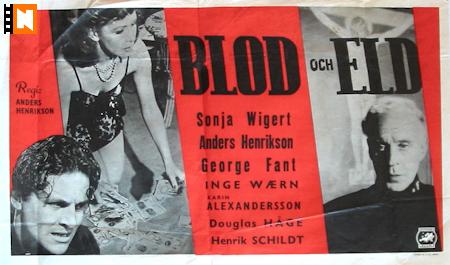 N
Regi:
ANDERS
HENRIKSON
BLOD OCH ELD
Sonja Wigert
Anders Henrikson
George Fant
INGE WÆRN
KARIN
ALEXANDERSSON
Douglas HÅGE
Henrik SCHILDT